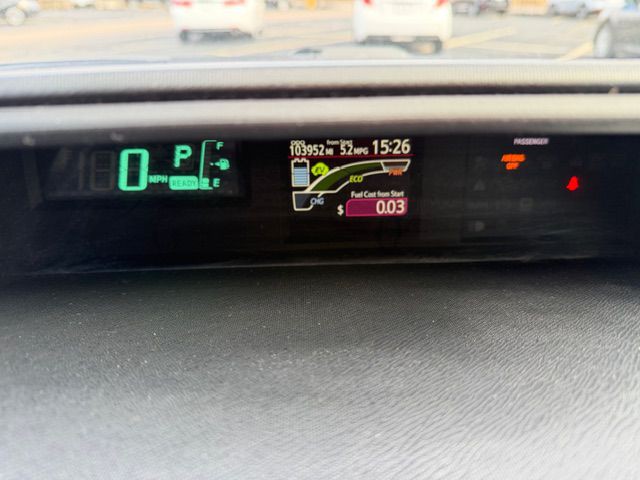 0 MPH P READY F E
ODO from Start
103952 MI 5.2 MPG 15:26
EV ECO PWR
CHG
Fuel Cost from Start
$ 0.03
PASSENGER
AIRBAG
OFF